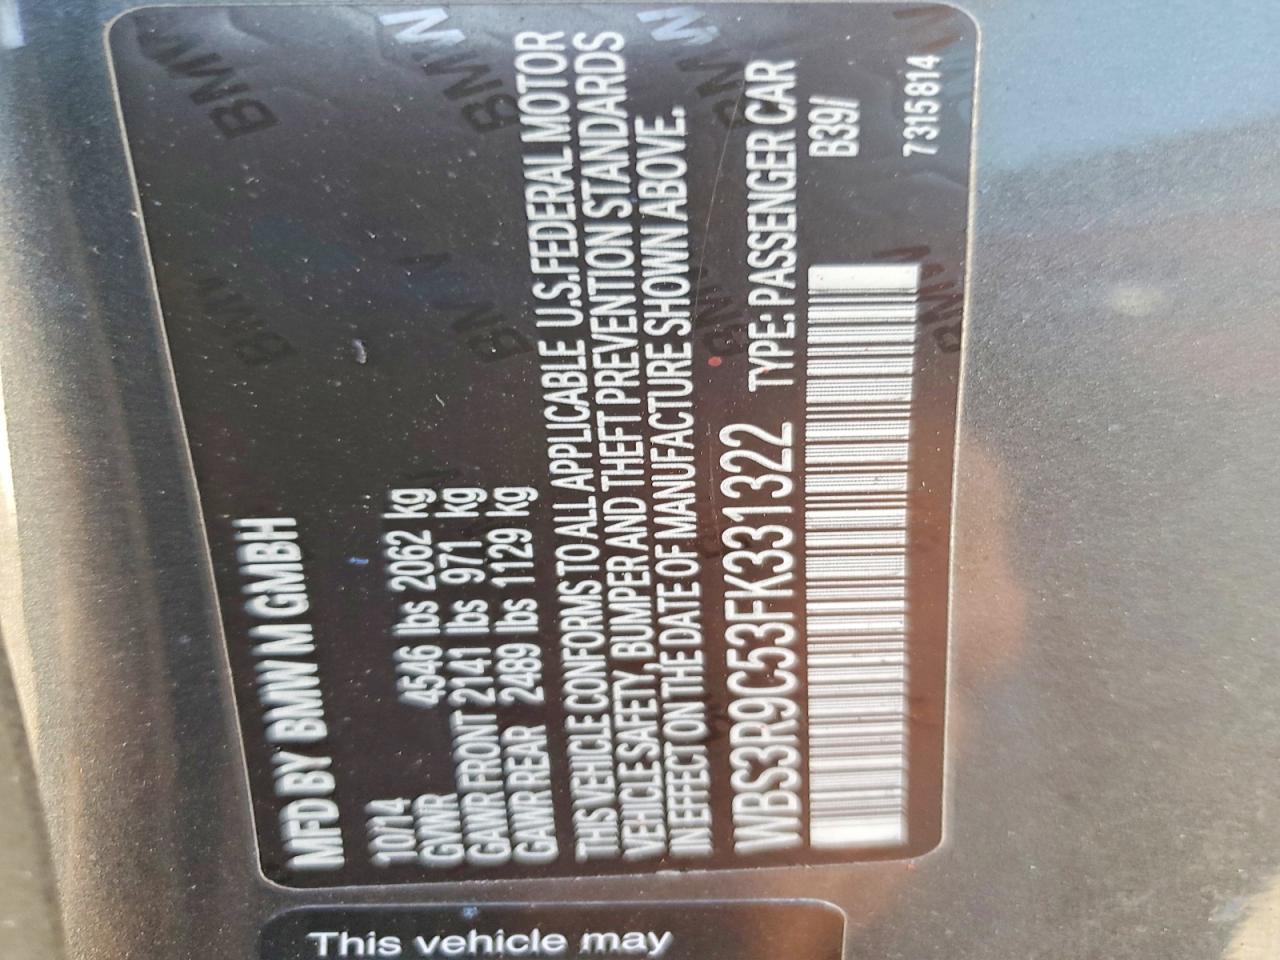 MFD BY BMW M GMBH
10/14
GVWR 4546 lbs 2062 kg
GAWR FRONT 2141 lbs 971 kg
GAWR REAR 2489 lbs 1129 kg
THIS VEHICLE CONFORMS TO ALL APPLICABLE U.S.FEDERAL MOTOR
VEHICLE SAFETY, BUMPER AND THEFT PREVENTION STANDARDS
IN EFFECT ON THE DATE OF MANUFACTURE SHOWN ABOVE.
WBS3R9C53FK331322 TYPE: PASSENGER CAR
B39/
7315814
This vehicle may